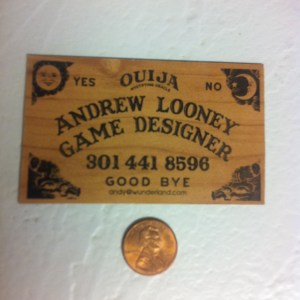 YES OUIJA NO
ANDREW LOONEY
GAME DESIGNER
301 441 8596
GOOD BYE
andy@wunderland.com